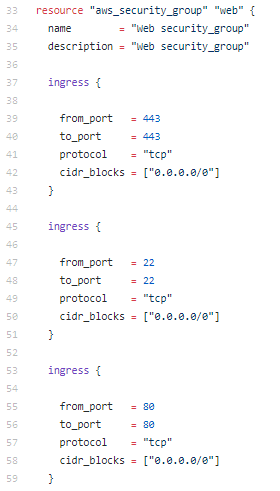 33 resource "aws_security_group" "web" {
34   name        = "Web security_group"
35   description = "Web security_group"
36
37   ingress {
38
39     from_port   = 443
40     to_port     = 443
41     protocol    = "tcp"
42     cidr_blocks = ["0.0.0.0/0"]
43   }
44
45   ingress {
46
47     from_port   = 22
48     to_port     = 22
49     protocol    = "tcp"
50     cidr_blocks = ["0.0.0.0/0"]
51   }
52
53   ingress {
54
55     from_port   = 80
56     to_port     = 80
57     protocol    = "tcp"
58     cidr_blocks = ["0.0.0.0/0"]
59   }